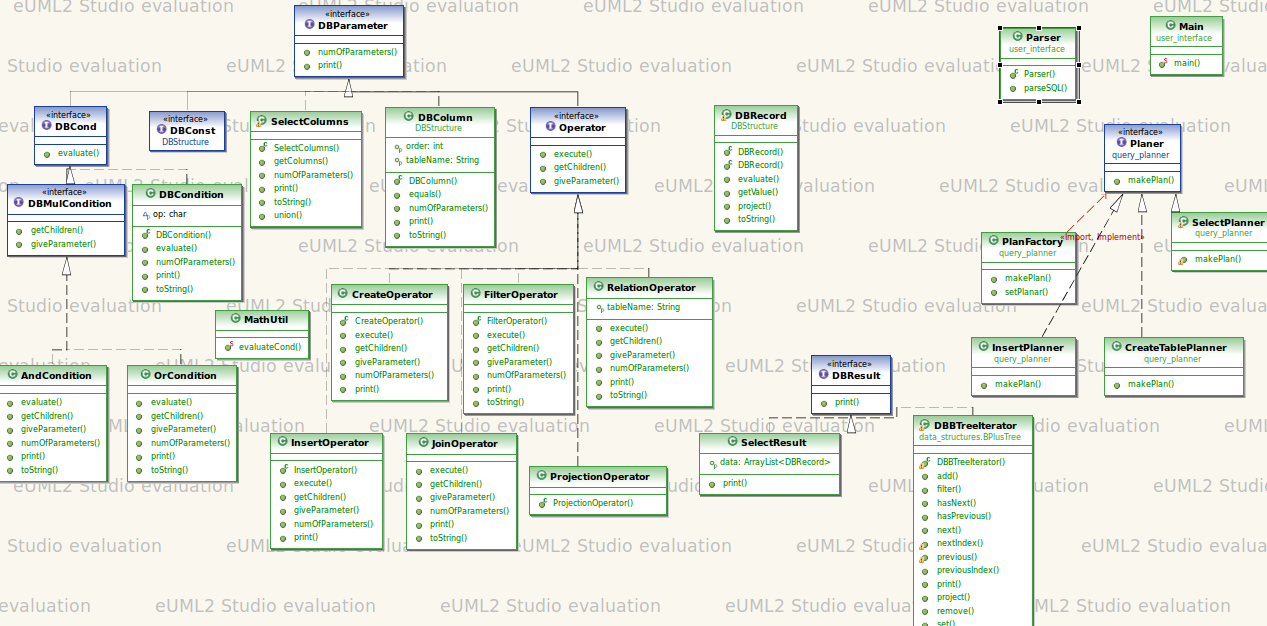 «interface»
DBParameter
numOfParameters()
print()
Parser
user_interface
Parser()
parseSQL()
Main
user_interface
main()
«interface»
DBCond
evaluate()
«interface»
DBConst
DBStructure
SelectColumns
SelectColumns()
getColumns()
numOfParameters()
print()
toString()
union()
DBColumn
DBStructure
order: int
tableName: String
DBColumn()
equals()
numOfParameters()
print()
toString()
«interface»
Operator
execute()
getChildren()
giveParameter()
DBRecord
DBStructure
DBRecord()
DBRecord()
evaluate()
getValue()
project()
toString()
«interface»
Planer
query_planner
makePlan()
«interface»
DBMulCondition
getChildren()
giveParameter()
DBCondition
op: char
DBCondition()
evaluate()
numOfParameters()
print()
toString()
SelectPlanner
query_planner
makePlan()
«import, implement»
PlanFactory
query_planner
makePlan()
setPlanar()
CreateOperator
CreateOperator()
execute()
getChildren()
giveParameter()
numOfParameters()
print()
FilterOperator
FilterOperator()
execute()
getChildren()
giveParameter()
numOfParameters()
print()
toString()
RelationOperator
tableName: String
execute()
getChildren()
giveParameter()
numOfParameters()
print()
toString()
MathUtil
evaluateCond()
InsertPlanner
query_planner
makePlan()
CreateTablePlanner
query_planner
makePlan()
«interface»
DBResult
print()
AndCondition
evaluate()
getChildren()
giveParameter()
numOfParameters()
print()
toString()
OrCondition
evaluate()
getChildren()
giveParameter()
numOfParameters()
print()
toString()
InsertOperator
InsertOperator()
execute()
getChildren()
giveParameter()
numOfParameters()
print()
JoinOperator
execute()
getChildren()
giveParameter()
numOfParameters()
print()
toString()
ProjectionOperator
ProjectionOperator()
SelectResult
data: ArrayList<DBRecord>
print()
DBBTreeIterator
data_structures.BPlusTree
DBBTreeIterator()
add()
filter()
hasNext()
hasPrevious()
next()
nextIndex()
previous()
previousIndex()
print()
project()
remove()
set()
eUML2 Studio evaluation